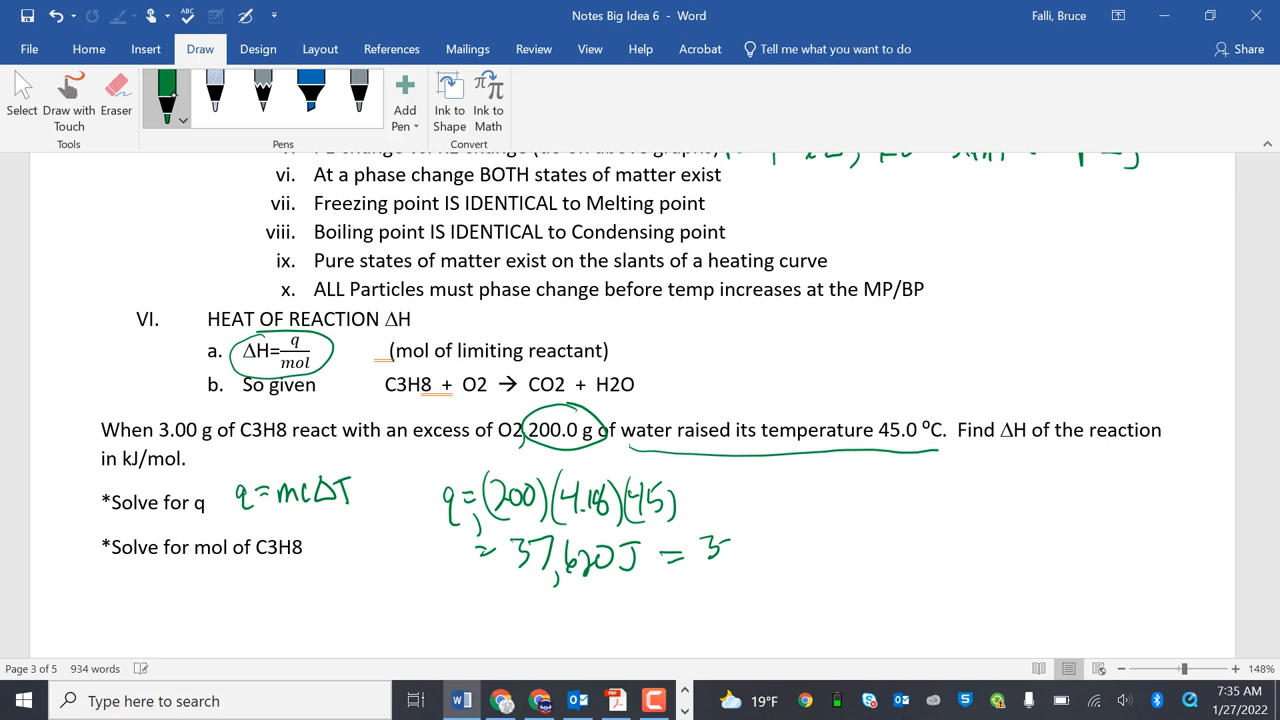 Notes Big Idea 6 - Word
Falli, Bruce
File Home Insert Draw Design Layout References Mailings Review View Help Acrobat Tell me what you want to do Share
Select Draw with Touch Eraser Add Pen Ink to Shape Ink to Math
Tools Pens Convert
vi. At a phase change BOTH states of matter exist
vii. Freezing point IS IDENTICAL to Melting point
viii. Boiling point IS IDENTICAL to Condensing point
ix. Pure states of matter exist on the slants of a heating curve
x. ALL Particles must phase change before temp increases at the MP/BP
VI. HEAT OF REACTION ΔH
a. ΔH=q/mol (mol of limiting reactant)
b. So given C3H8 + O2 → CO2 + H2O
When 3.00 g of C3H8 react with an excess of O2, 200.0 g of water raised its temperature 45.0 ⁰C. Find ΔH of the reaction
in kJ/mol.
*Solve for q q=mcΔT q=(200)(4.18)(45)
= 37,620J = 3
*Solve for mol of C3H8
Page 3 of 5 934 words 148%
Type here to search 19°F 7:35 AM
1/27/2022